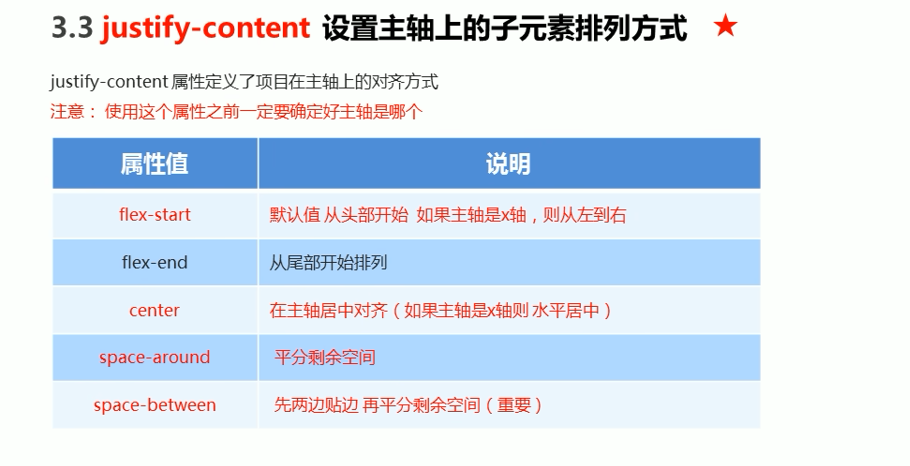 3.3 justify-content 设置主轴上的子元素排列方式 ★
justify-content 属性定义了项目在主轴上的对齐方式
注意： 使用这个属性之前一定要确定好主轴是哪个
属性值 说明
flex-start 默认值 从头部开始 如果主轴是x轴，则从左到右
flex-end 从尾部开始排列
center 在主轴居中对齐（如果主轴是x轴则 水平居中）
space-around 平分剩余空间
space-between 先两边贴边 再平分剩余空间（重要）